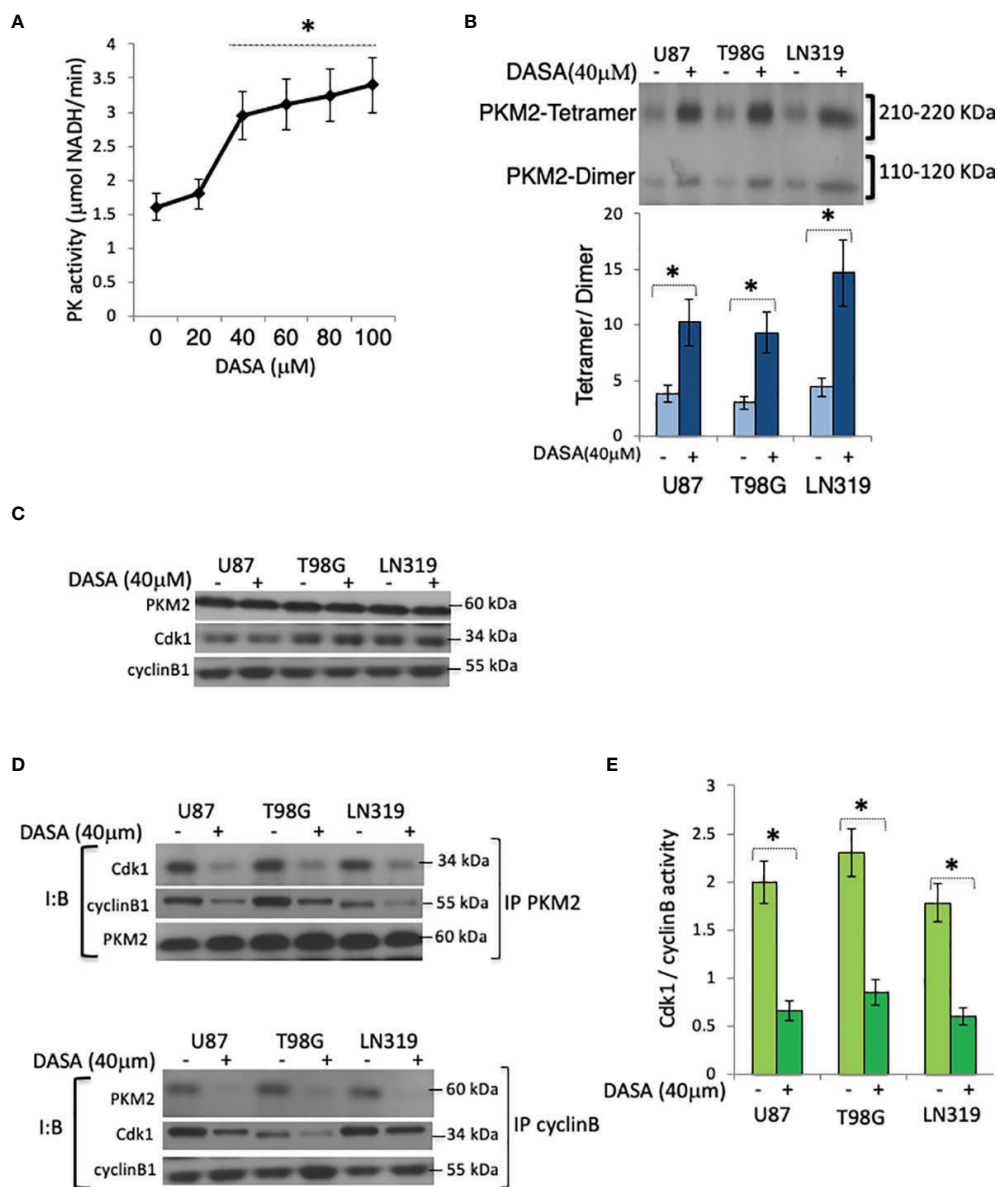 A
*
PK activity (µmol NADH/min)
4
3.5
3
2.5
2
1.5
1
0.5
0
0 20 40 60 80 100
DASA (µM)
B
U87 T98G LN319
DASA(40µM) - + - + - +
PKM2-Tetramer 210-220 KDa
PKM2-Dimer 110-120 KDa
Tetramer/ Dimer
20
15
10
5
0
* * *
DASA(40µM) - + - + - +
U87 T98G LN319
C
U87 T98G LN319
DASA (40µM) - + - + - +
PKM2 60 kDa
Cdk1 34 kDa
cyclinB1 55 kDa
D
U87 T98G LN319
DASA (40µm) - + - + - +
I:B
Cdk1 34 kDa
cyclinB1 55 kDa
PKM2 60 kDa
IP PKM2
U87 T98G LN319
DASA (40µm) - + - + - +
I:B
PKM2 60 kDa
Cdk1 34 kDa
cyclinB1 55 kDa
IP cyclinB
E
Cdk1 / cyclinB activity
3
2.5
2
1.5
1
0.5
0
* * *
DASA (40µm) - + - + - +
U87 T98G LN319